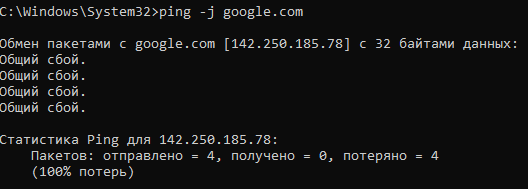 C:\Windows\System32>ping -j google.com
Обмен пакетами с google.com [142.250.185.78] с 32 байтами данных:
Общий сбой.
Общий сбой.
Общий сбой.
Общий сбой.
Статистика Ping для 142.250.185.78:
Пакетов: отправлено = 4, получено = 0, потеряно = 4
(100% потерь)